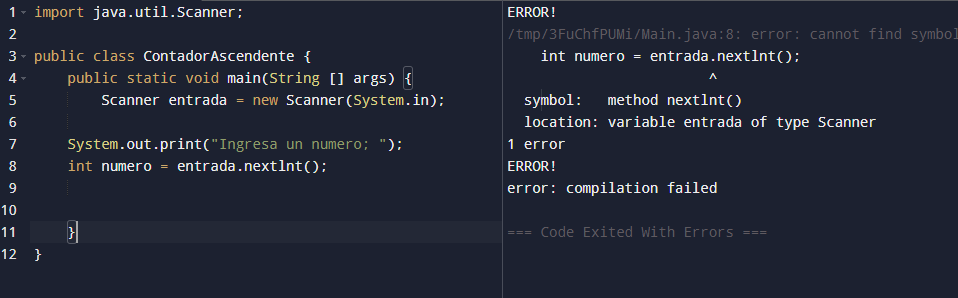 1 import java.util.Scanner;
2
3 public class ContadorAscendente {
4 public static void main(String [] args) {
5 Scanner entrada = new Scanner(System.in);
6
7 System.out.print("Ingresa un numero; ");
8 int numero = entrada.nextlnt();
9
10
11 }
12 }
ERROR!
/tmp/3FuChfPUMi/Main.java:8: error: cannot find symbol
int numero = entrada.nextlnt();
^
symbol: method nextlnt()
location: variable entrada of type Scanner
1 error
ERROR!
error: compilation failed
=== Code Exited With Errors ===